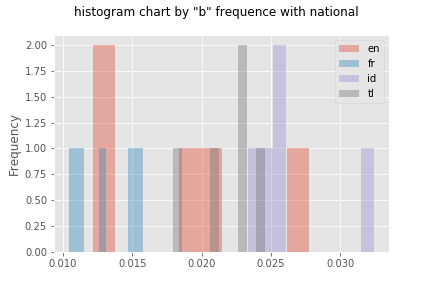 histogram chart by "b" frequence with national
2.00
1.75
1.50
1.25
1.00
0.75
0.50
0.25
0.00
Frequency
en
fr
id
tl
0.010 0.015 0.020 0.025 0.030